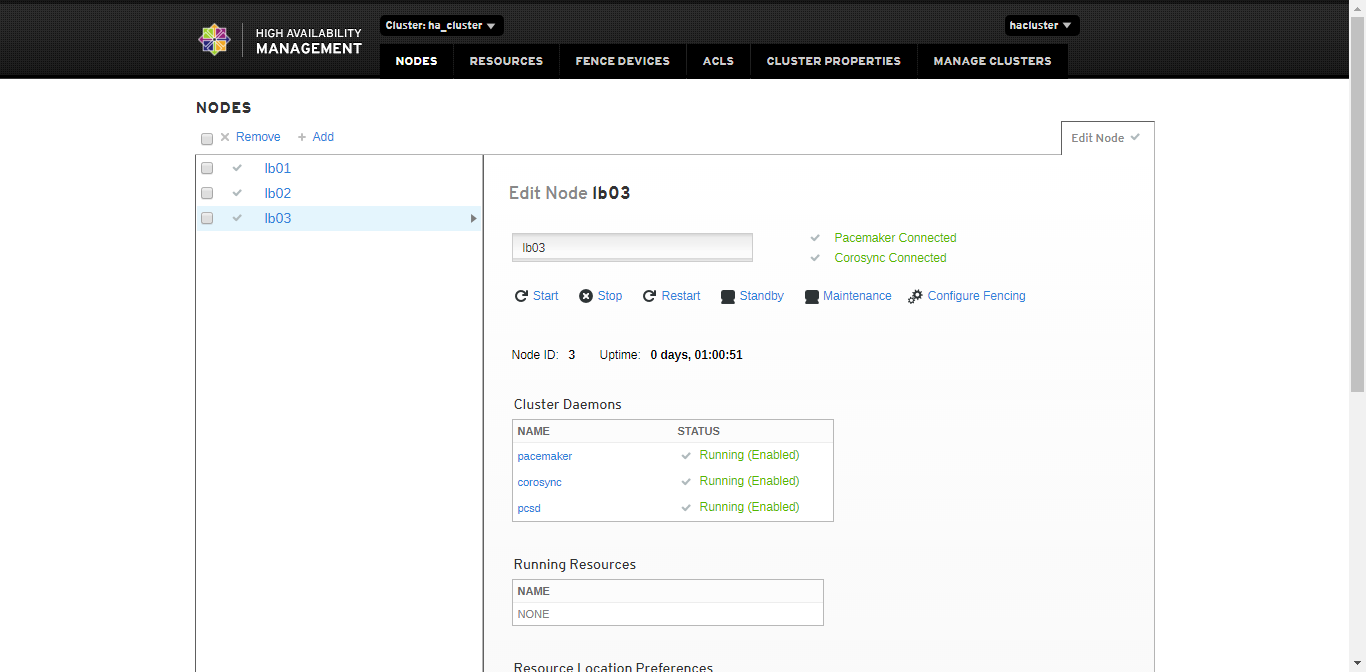 HIGH AVAILABILITY
MANAGEMENT
Cluster: ha_cluster
hacluster
NODES RESOURCES FENCE DEVICES ACLS CLUSTER PROPERTIES MANAGE CLUSTERS
NODES
Remove Add
Edit Node
lb01
lb02
lb03
Edit Node lb03
lb03
Pacemaker Connected
Corosync Connected
Start Stop Restart Standby Maintenance Configure Fencing
Node ID: 3 Uptime: 0 days, 01:00:51
Cluster Daemons
NAME STATUS
pacemaker Running (Enabled)
corosync Running (Enabled)
pcsd Running (Enabled)
Running Resources
NAME
NONE
Resource Location Preferences